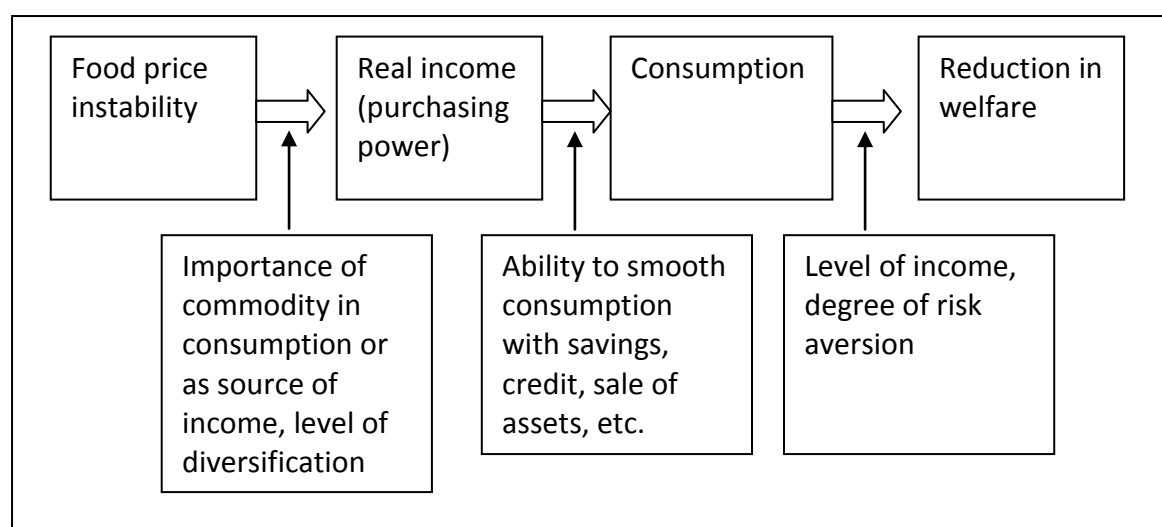 Food price
instability
Real income
(purchasing
power)
Consumption
Reduction in
welfare
Importance of
commodity in
consumption or
as source of
income, level of
diversification
Ability to smooth
consumption
with savings,
credit, sale of
assets, etc.
Level of income,
degree of risk
aversion